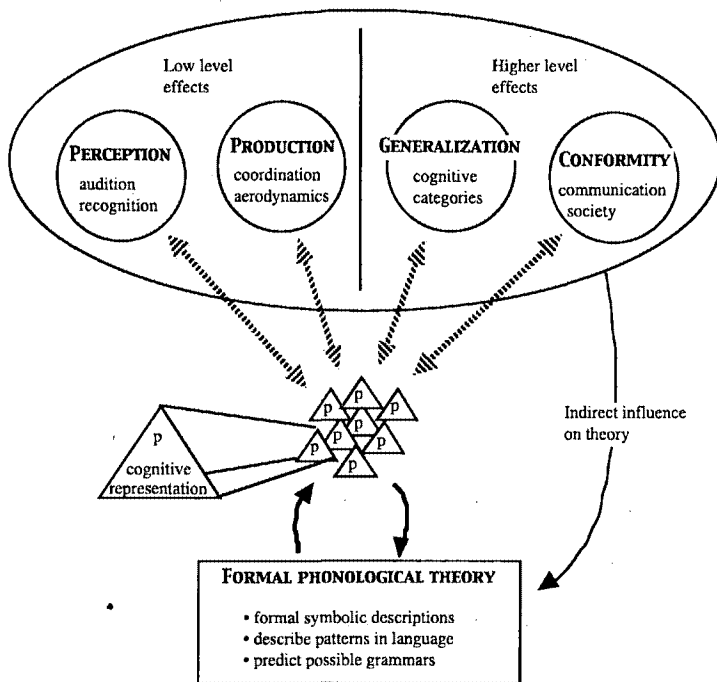 Low level
effects
Higher level
effects
PERCEPTION
audition
recognition
PRODUCTION
coordination
aerodynamics
GENERALIZATION
cognitive
categories
CONFORMITY
communication
society
p
p
p
p
p
p
p
p
p
cognitive
representation
Indirect influence
on theory
FORMAL PHONOLOGICAL THEORY
• formal symbolic descriptions
• describe patterns in language
• predict possible grammars